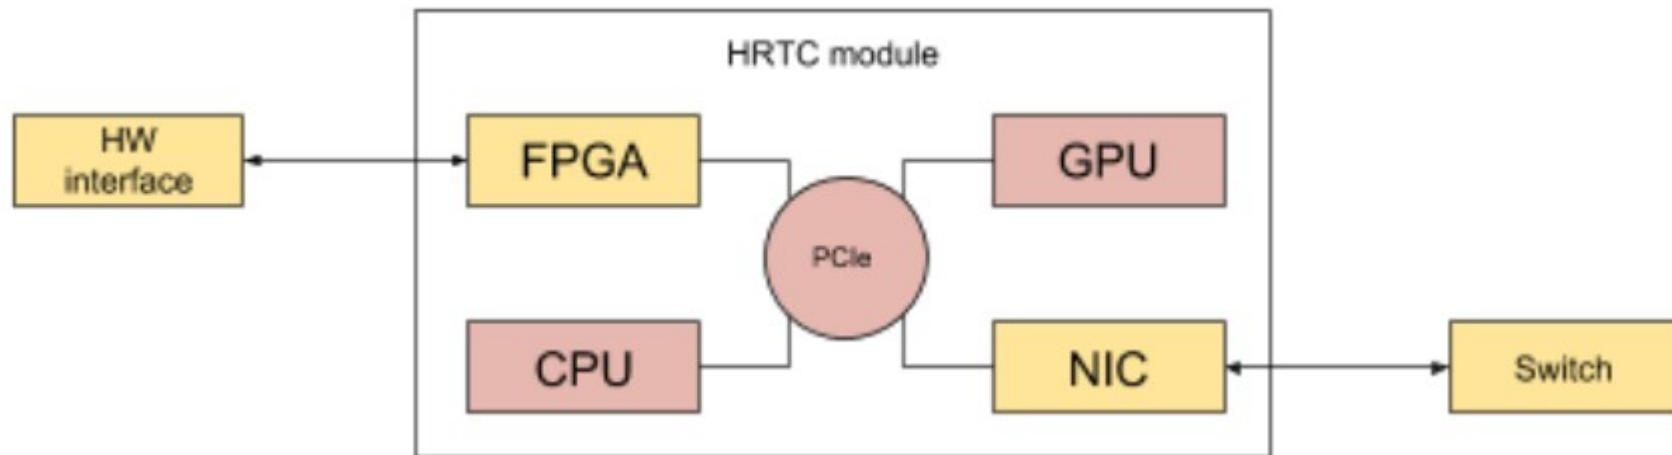 HRTC module
HW
interface
FPGA
GPU
PCIe
CPU
NIC
Switch